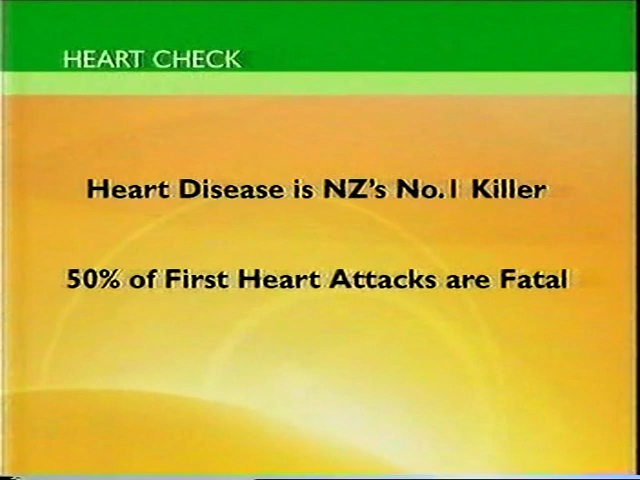 HEART CHECK
Heart Disease is NZ's No.1 Killer
50% of First Heart Attacks are Fatal